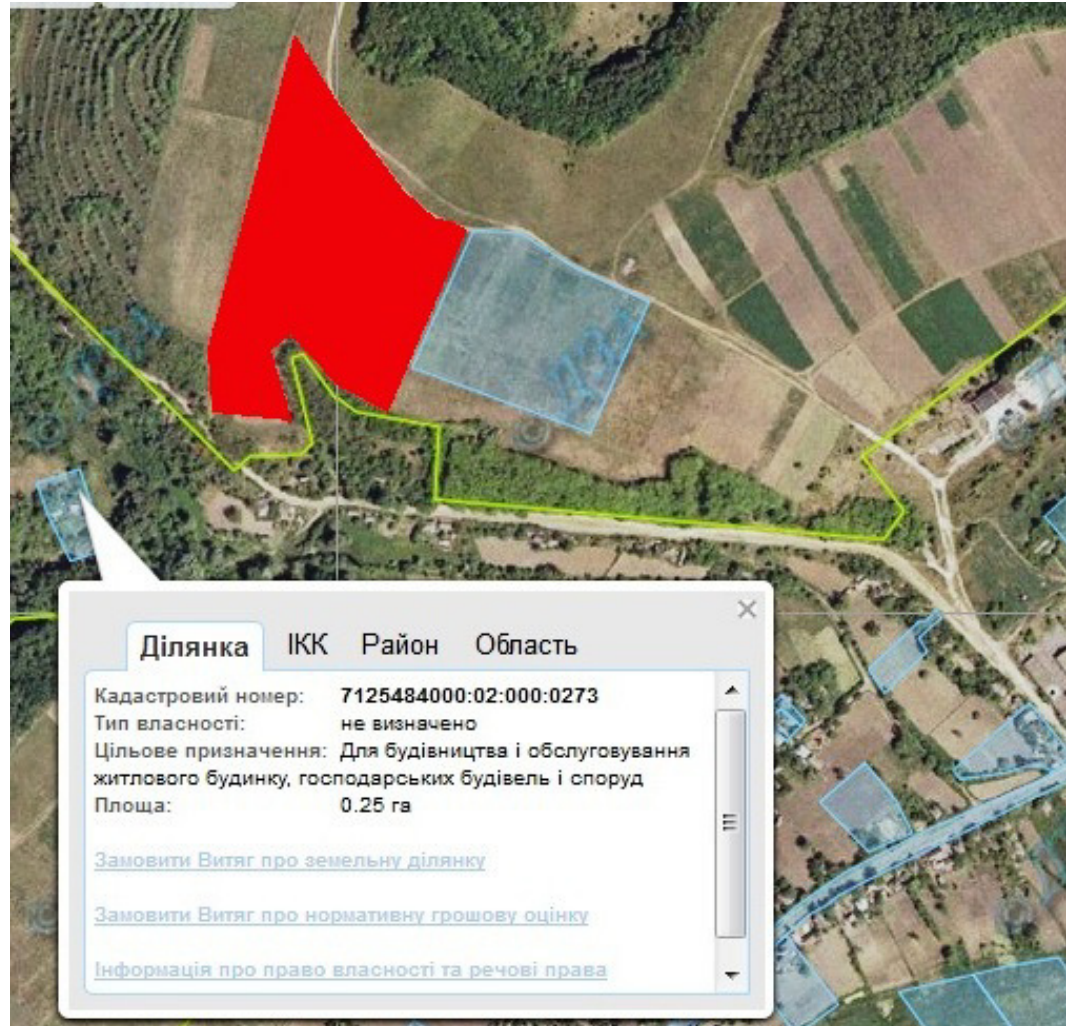 Ділянка ІКК Район Область
Кадастровий номер: 7125484000:02:000:0273
Тип власності: не визначено
Цільове призначення: Для будівництва і обслуговування
житлового будинку, господарських будівель і споруд
Площа: 0.25 га
Замовити Витяг про земельну ділянку
Замовити Витяг про нормативну грошову оцінку
Інформація про право власності та речові права